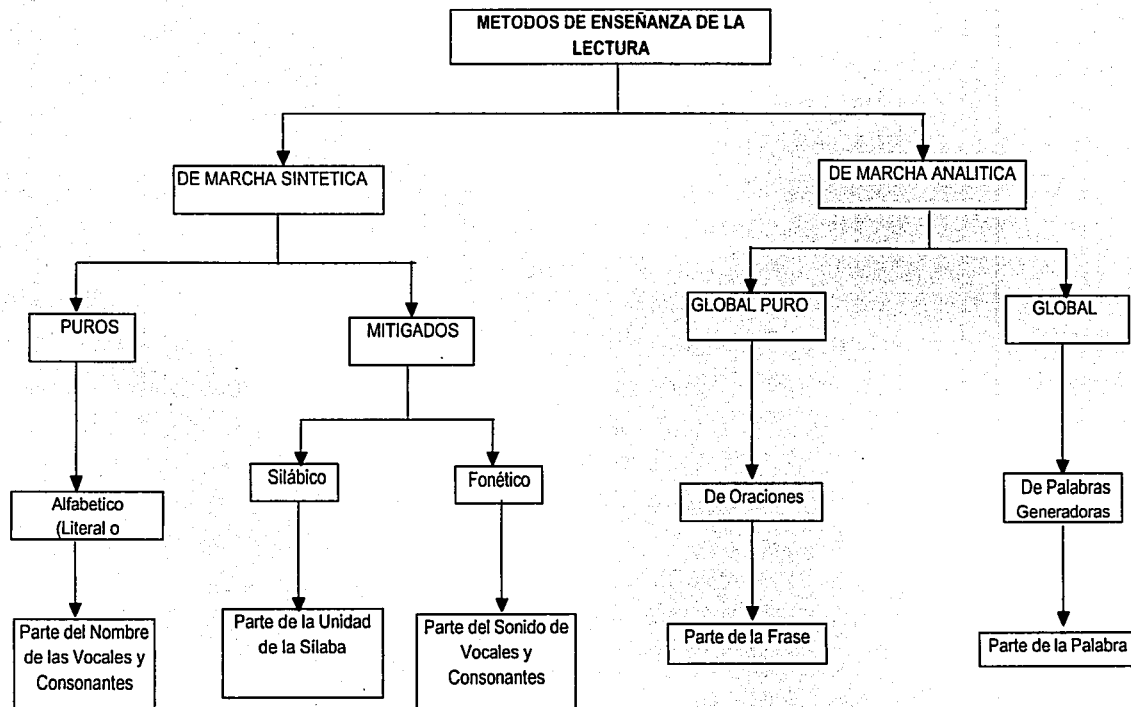 METODOS DE ENSEÑANZA DE LA
LECTURA
DE MARCHA SINTETICA
DE MARCHA ANALITICA
PUROS
MITIGADOS
GLOBAL PURO
GLOBAL
Silábico
Fonético
De Oraciones
De Palabras
Generadoras
Alfabetico
(Literal o
Parte del Nombre
de las Vocales y
Consonantes
Parte de la Unidad
de la Sílaba
Parte del Sonido de
Vocales y
Consonantes
Parte de la Frase
Parte de la Palabra